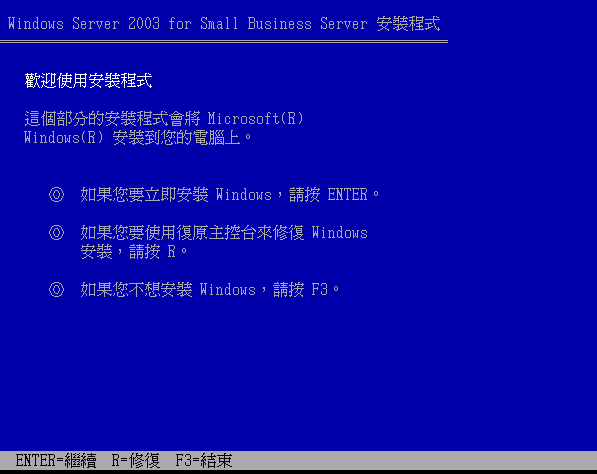 Windows Server 2003 for Small Business Server 安裝程式
歡迎使用安裝程式
這個部分的安裝程式會將 Microsoft(R)
Windows(R) 安裝到您的電腦上。
◎ 如果您要立即安裝 Windows，請按 ENTER。
◎ 如果您要使用復原主控台來修復 Windows
安裝，請按 R。
◎ 如果您不想安裝 Windows，請按 F3。
ENTER=繼續 R=修復 F3=結束